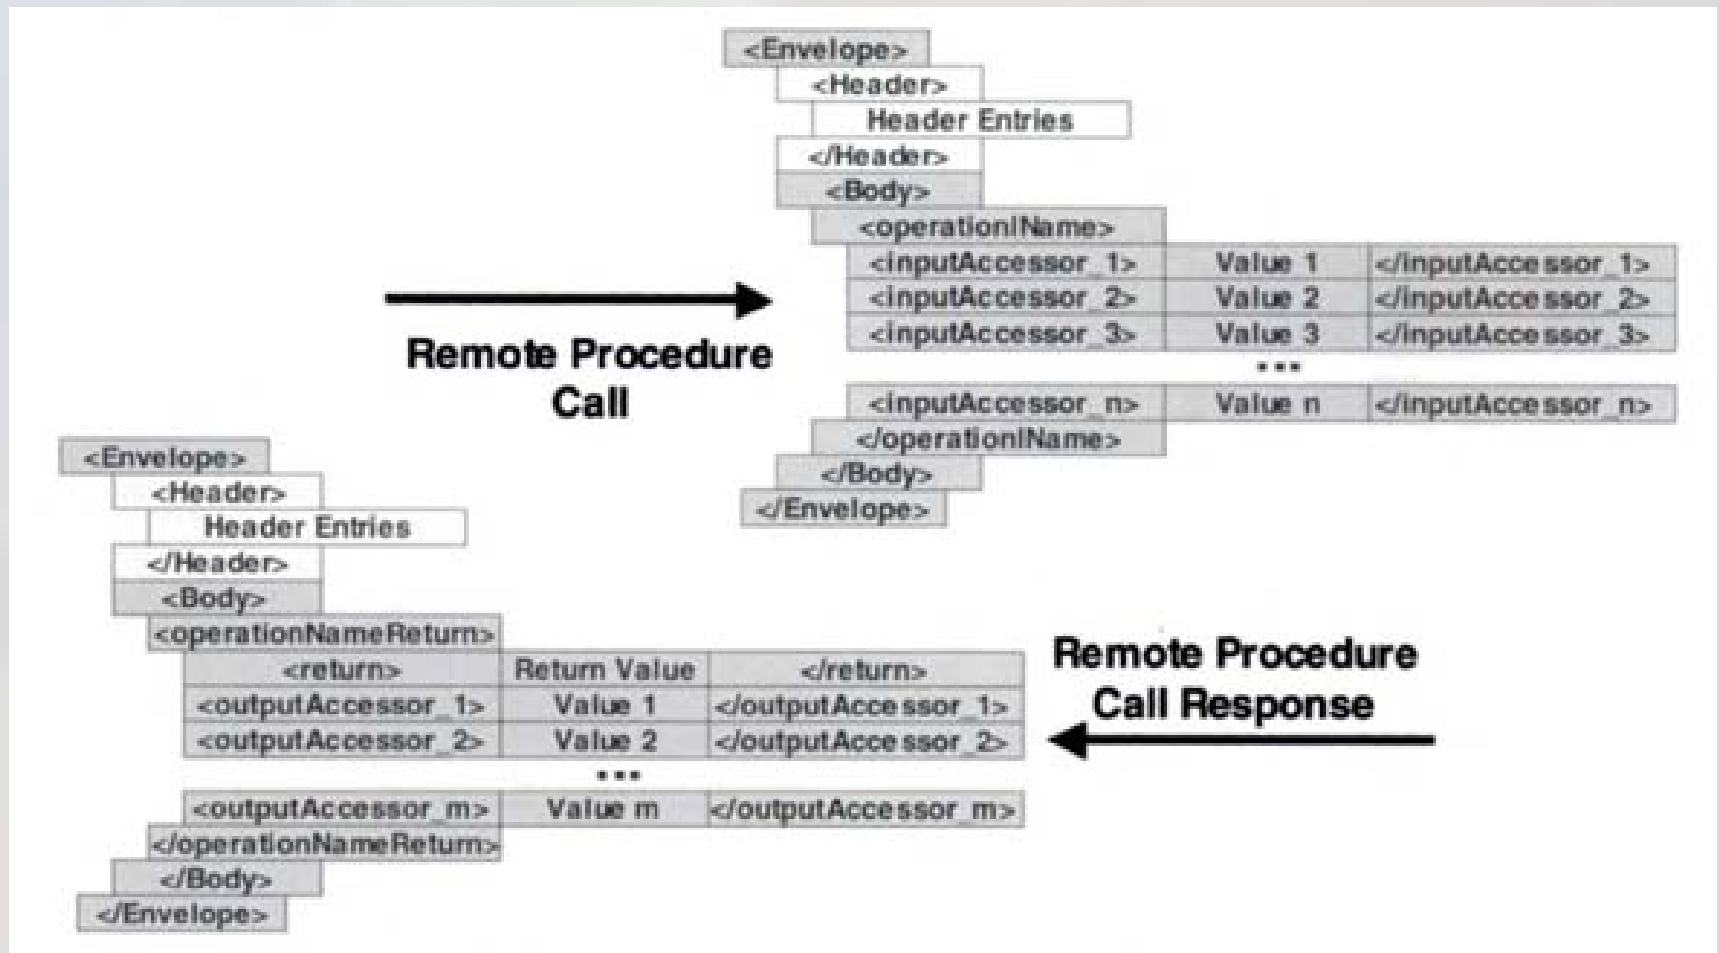 <Envelope>
<Header>
Header Entries
</Header>
<Body>
<operationlName>
<inputAccessor_1> Value 1 </inputAccessor_1>
<inputAccessor_2> Value 2 </inputAccessor_2>
<inputAccessor_3> Value 3 </inputAccessor_3>
...
<inputAccessor_n> Value n </inputAccessor_n>
</operationlName>
</Body>
</Envelope>
Remote Procedure
Call
<Envelope>
<Header>
Header Entries
</Header>
<Body>
<operationNameReturn>
<return> Return Value </return>
<outputAccessor_1> Value 1 </outputAccessor_1>
<outputAccessor_2> Value 2 </outputAccessor_2>
...
<outputAccessor_m> Value m </outputAccessor_m>
</operationNameReturn>
</Body>
</Envelope>
Remote Procedure
Call Response